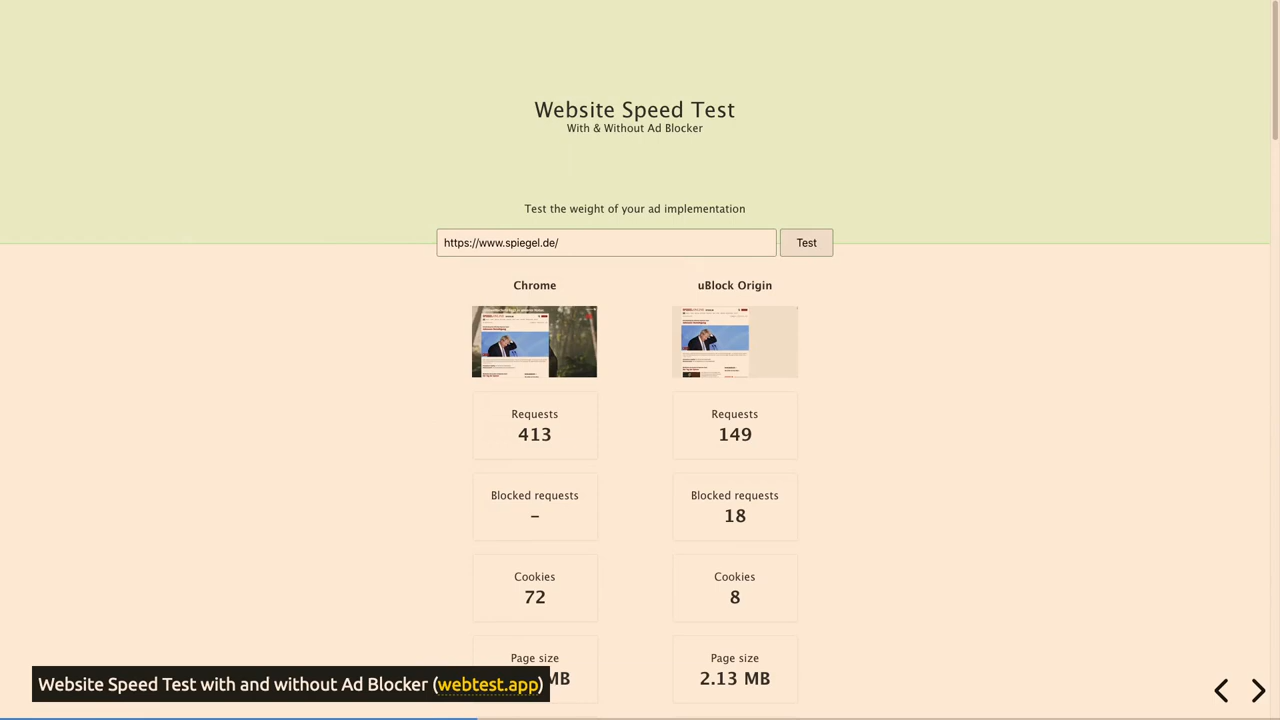 Website Speed Test
With & Without Ad Blocker
Test the weight of your ad implementation
https://www.spiegel.de/ Test
Chrome uBlock Origin
Requests Requests
413 149
Blocked requests Blocked requests
– 18
Cookies Cookies
72 8
Page size Page size
MB 2.13 MB
Website Speed Test with and without Ad Blocker (webtest.app)